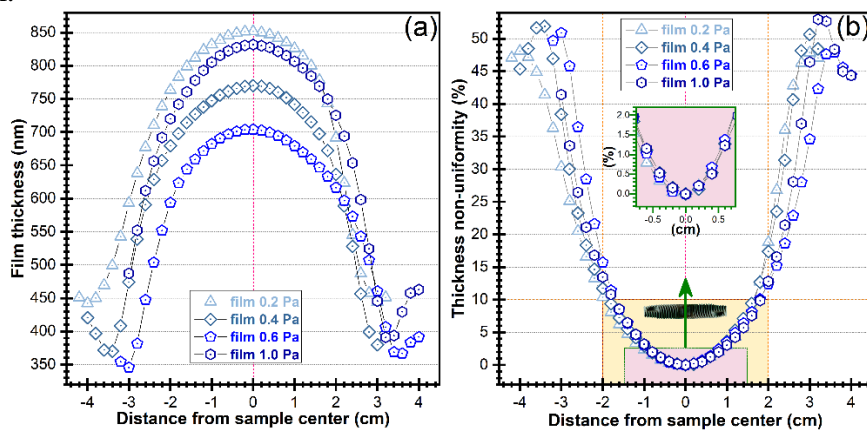 (a)
850
800
750
700
650
600
550
500
450
400
350
Film thickness (nm)
film 0.2 Pa
film 0.4 Pa
film 0.6 Pa
film 1.0 Pa
-4 -3 -2 -1 0 1 2 3 4
Distance from sample center (cm)
(b)
50
45
40
35
30
25
20
15
10
5
0
Thickness non-uniformity (%)
film 0.2 Pa
film 0.4 Pa
film 0.6 Pa
film 1.0 Pa
2.0
1.5
1.0
0.5
0.0
(%)
-0.5 0.0 0.5
(cm)
-4 -3 -2 -1 0 1 2 3 4
Distance from sample center (cm)